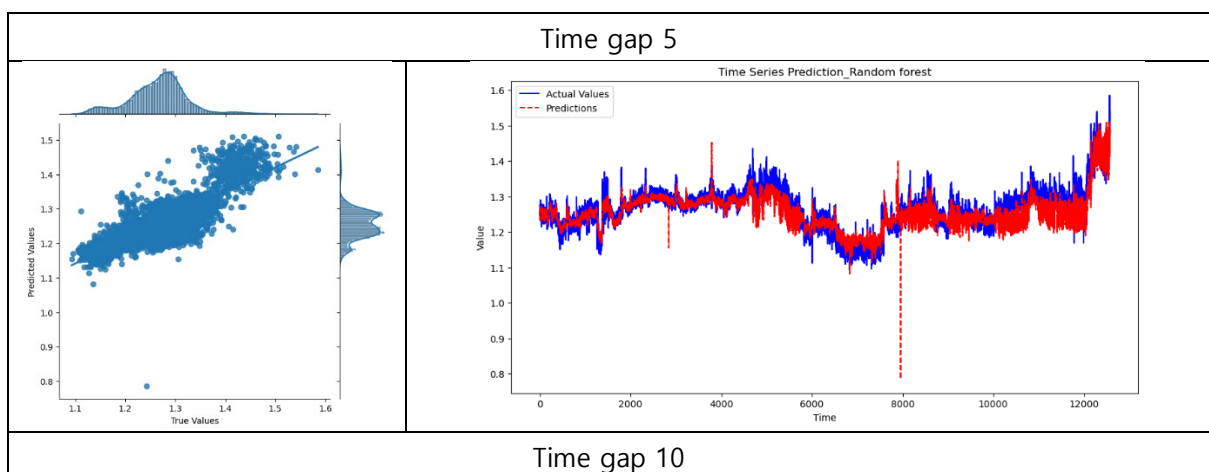 Time gap 5
Predicted Values
1.5
1.4
1.3
1.2
1.1
1.0
0.9
0.8
1.1 1.2 1.3 1.4 1.5 1.6
True Values
Time Series Prediction_Random forest
Actual Values
Predictions
Value
1.6
1.5
1.4
1.3
1.2
1.1
1.0
0.9
0.8
0 2000 4000 6000 8000 10000 12000
Time
Time gap 10